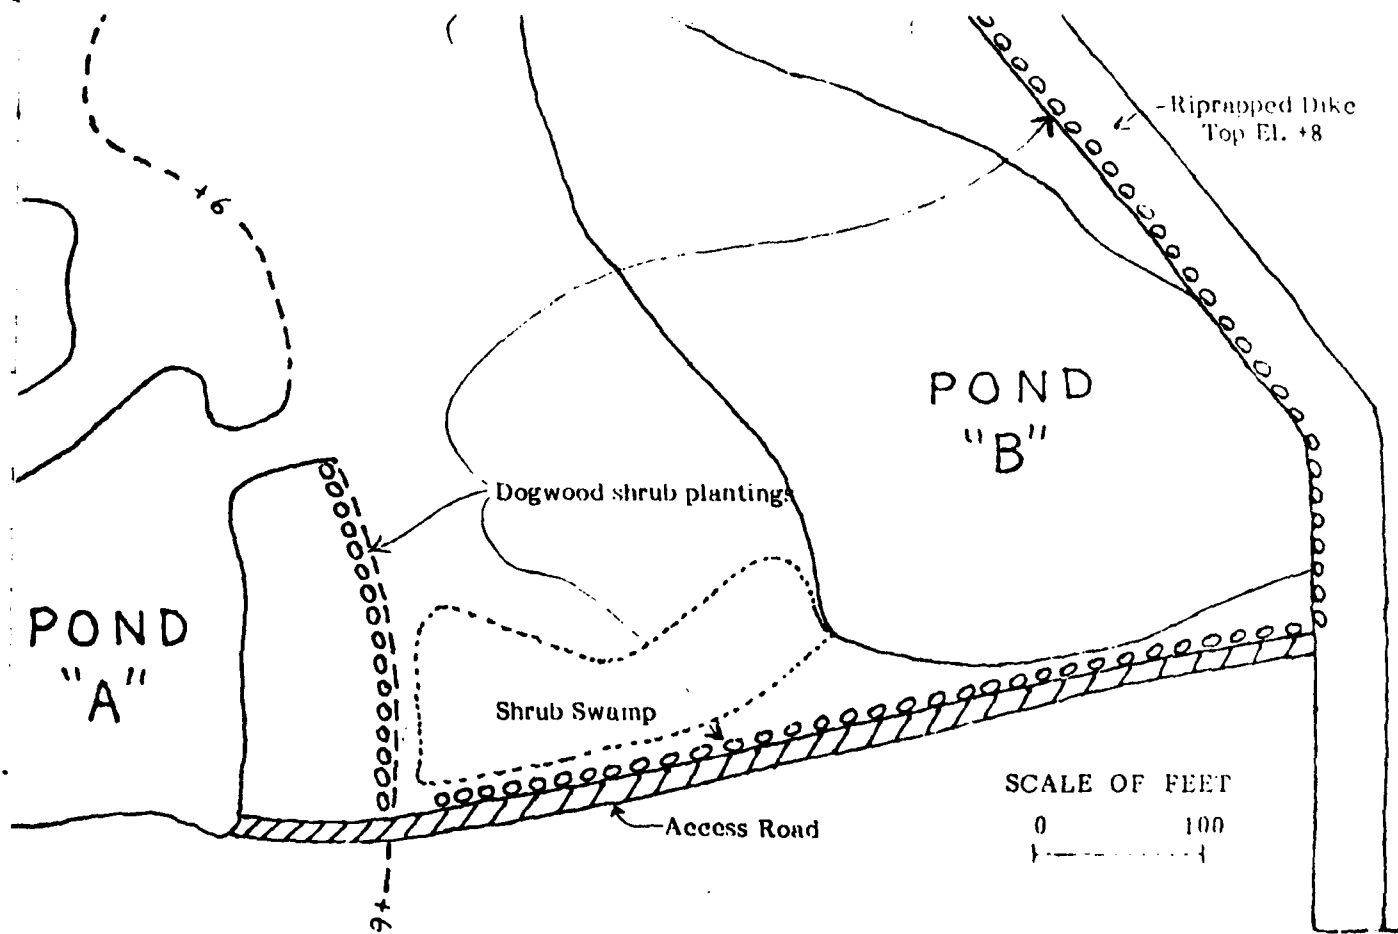 -Riprapped Dike
Top El. +8
+6
POND
"B"
Dogwood shrub plantings
POND
"A"
Shrub Swamp
SCALE OF FEET
0 100
Access Road
+6